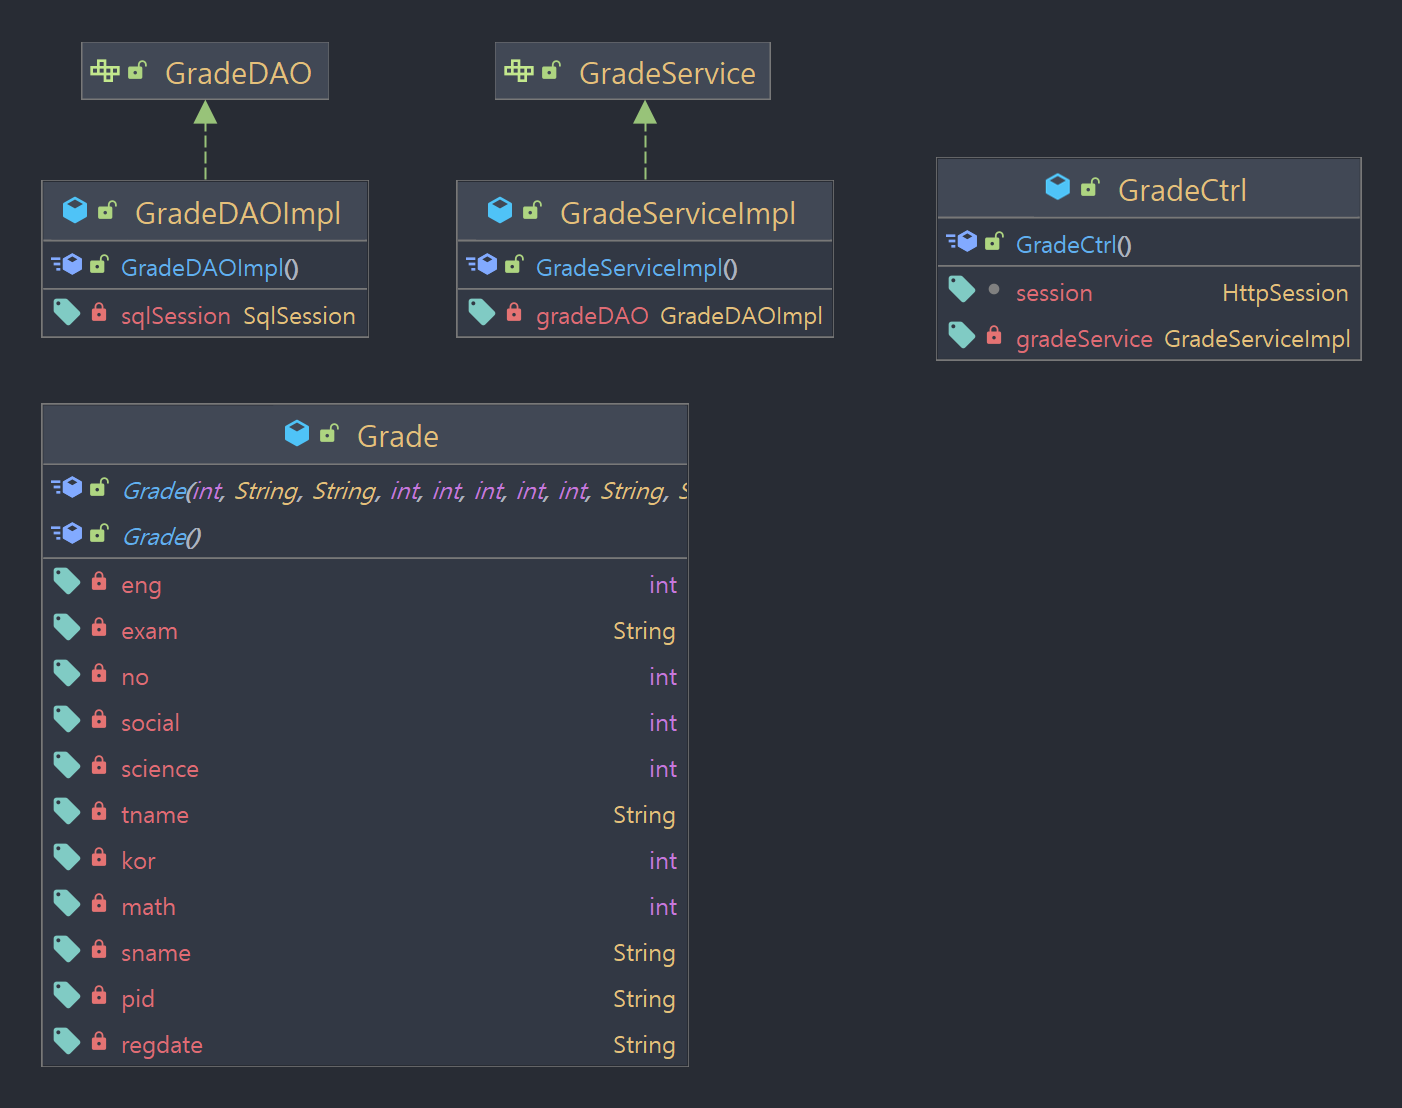 GradeDAO
GradeService
GradeDAOImpl
GradeDAOImpl()
sqlSession SqlSession
GradeServiceImpl
GradeServiceImpl()
gradeDAO GradeDAOImpl
GradeCtrl
GradeCtrl()
session HttpSession
gradeService GradeServiceImpl
Grade
Grade(int, String, String, int, int, int, int, int, String, S
Grade()
eng int
exam String
no int
social int
science int
tname String
kor int
math int
sname String
pid String
regdate String